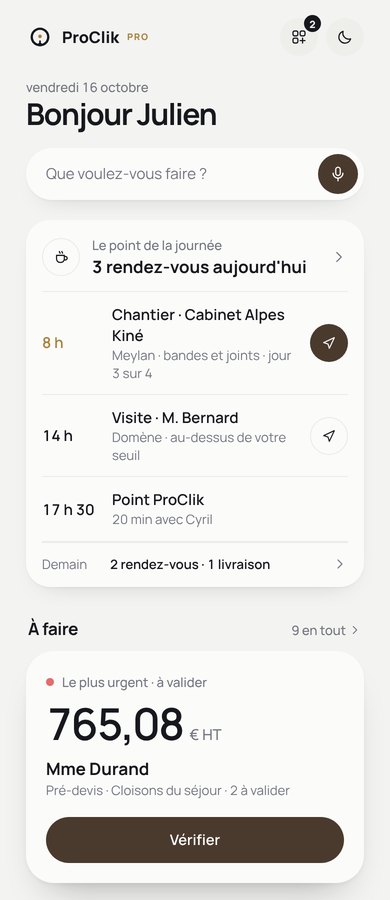 ProClik PRO
2
vendredi 16 octobre
Bonjour Julien
Que voulez-vous faire ?
Le point de la journée
3 rendez-vous aujourd'hui
8 h
Chantier · Cabinet Alpes
Kiné
Meylan · bandes et joints · jour
3 sur 4
14 h
Visite · M. Bernard
Domène · au-dessus de votre
seuil
17 h 30
Point ProClik
20 min avec Cyril
Demain 2 rendez-vous · 1 livraison
À faire
9 en tout
Le plus urgent · à valider
765,08 € HT
Mme Durand
Pré-devis · Cloisons du séjour · 2 à valider
Vérifier